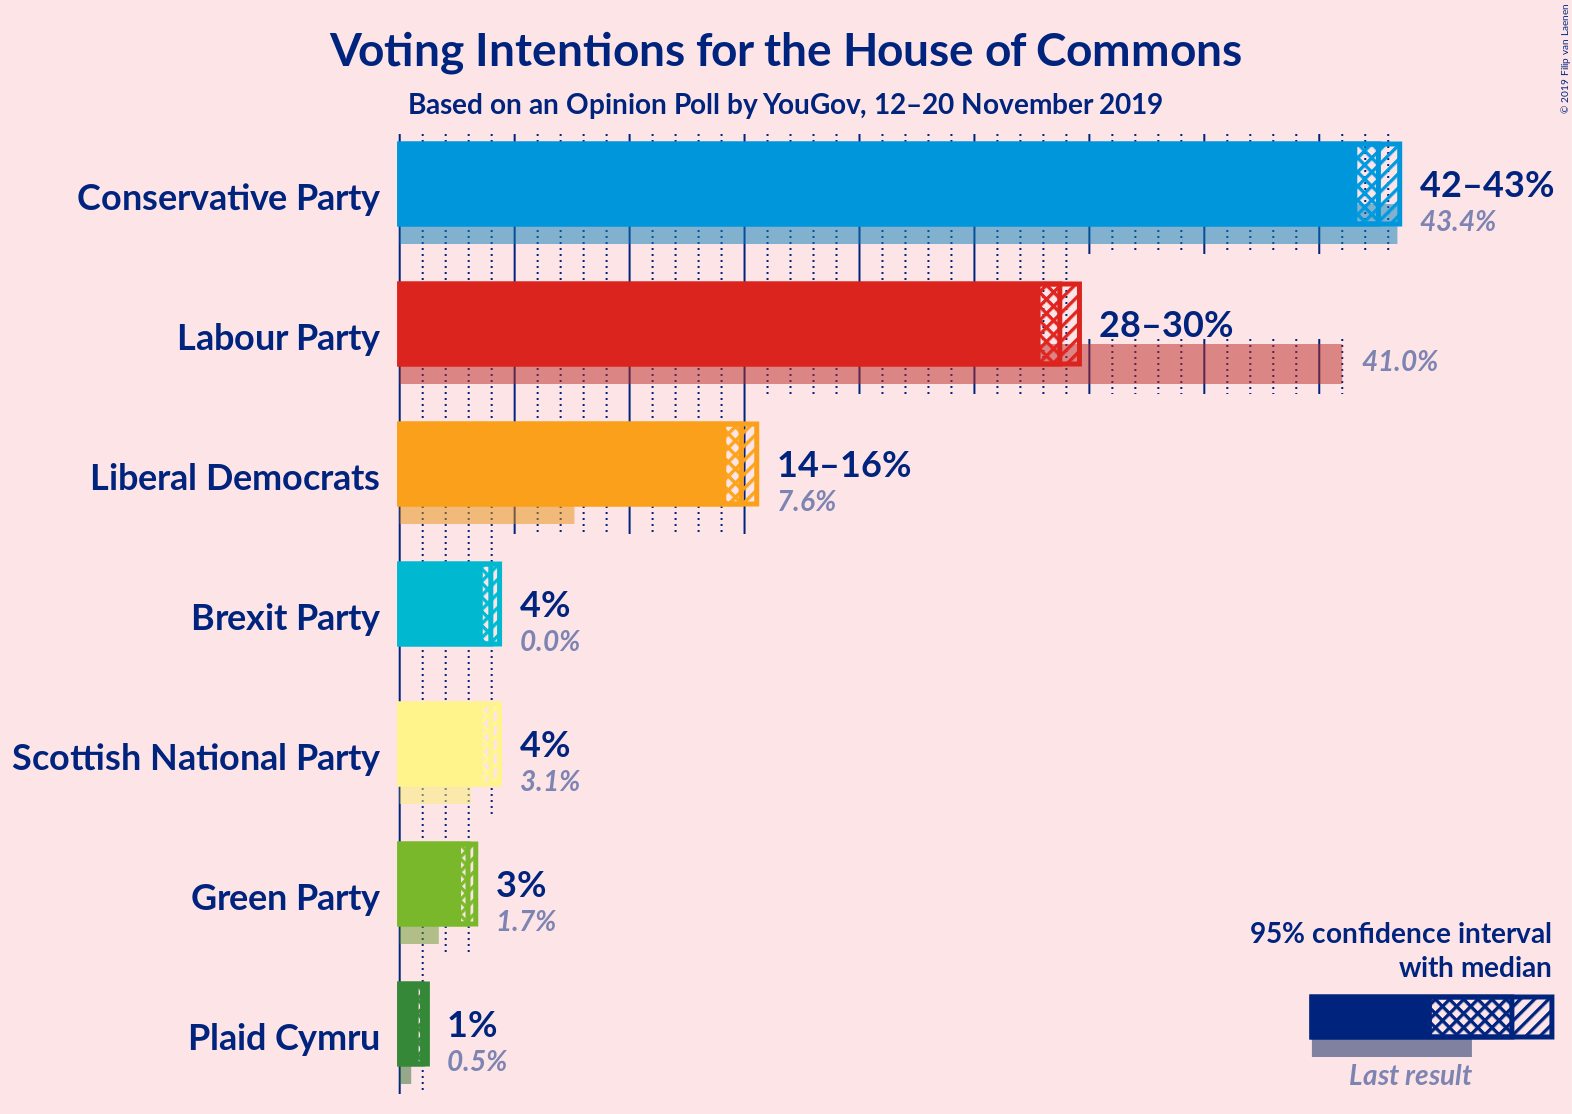 Voting Intentions for the House of Commons
Based on an Opinion Poll by YouGov, 12–20 November 2019
© 2019 Filip van Laenen
Conservative Party
42–43%
43.4%
Labour Party
28–30%
41.0%
Liberal Democrats
14–16%
7.6%
Brexit Party
4%
0.0%
Scottish National Party
4%
3.1%
Green Party
3%
1.7%
Plaid Cymru
1%
0.5%
95% confidence interval
with median
Last result